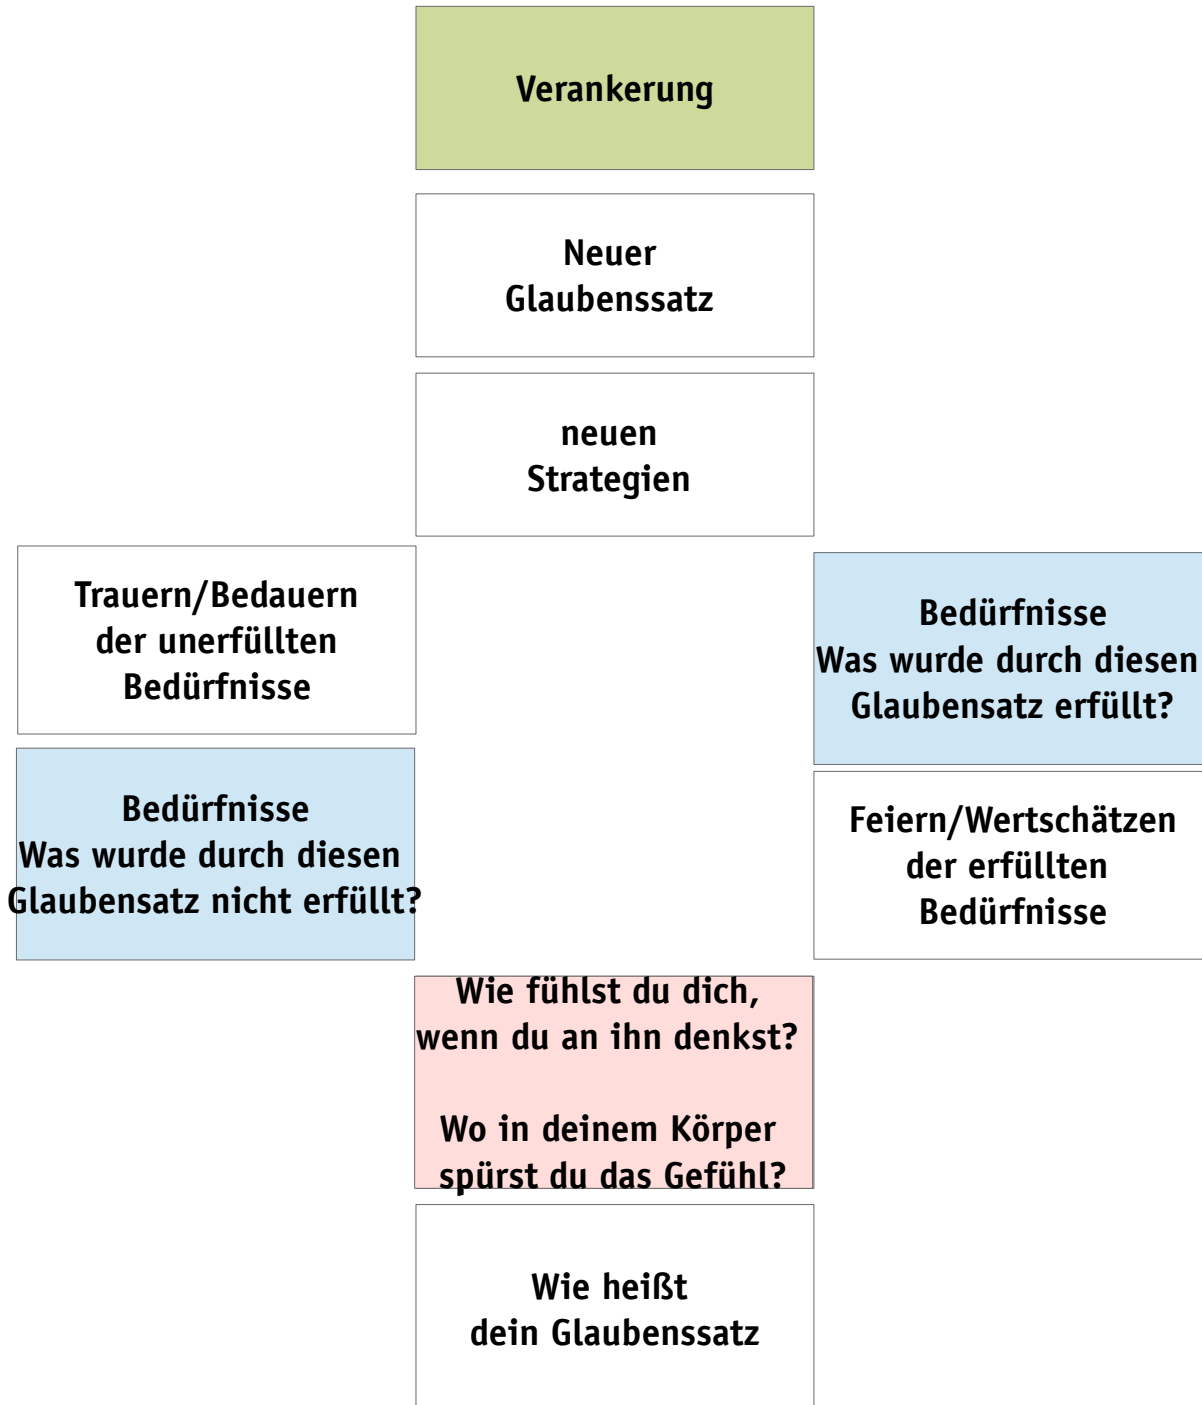 Verankerung
Neuer
Glaubenssatz
neuen
Strategien
Trauern/Bedauern
der unerfüllten
Bedürfnisse
Bedürfnisse
Was wurde durch diesen
Glaubensatz erfüllt?
Bedürfnisse
Was wurde durch diesen
Glaubensatz nicht erfüllt?
Feiern/Wertschätzen
der erfüllten
Bedürfnisse
Wie fühlst du dich,
wenn du an ihn denkst?
Wo in deinem Körper
spürst du das Gefühl?
Wie heißt
dein Glaubenssatz